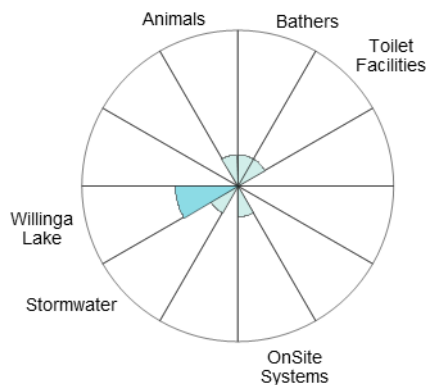 Animals
Bathers
Toilet
Facilities
Willinga
Lake
Stormwater
OnSite
Systems